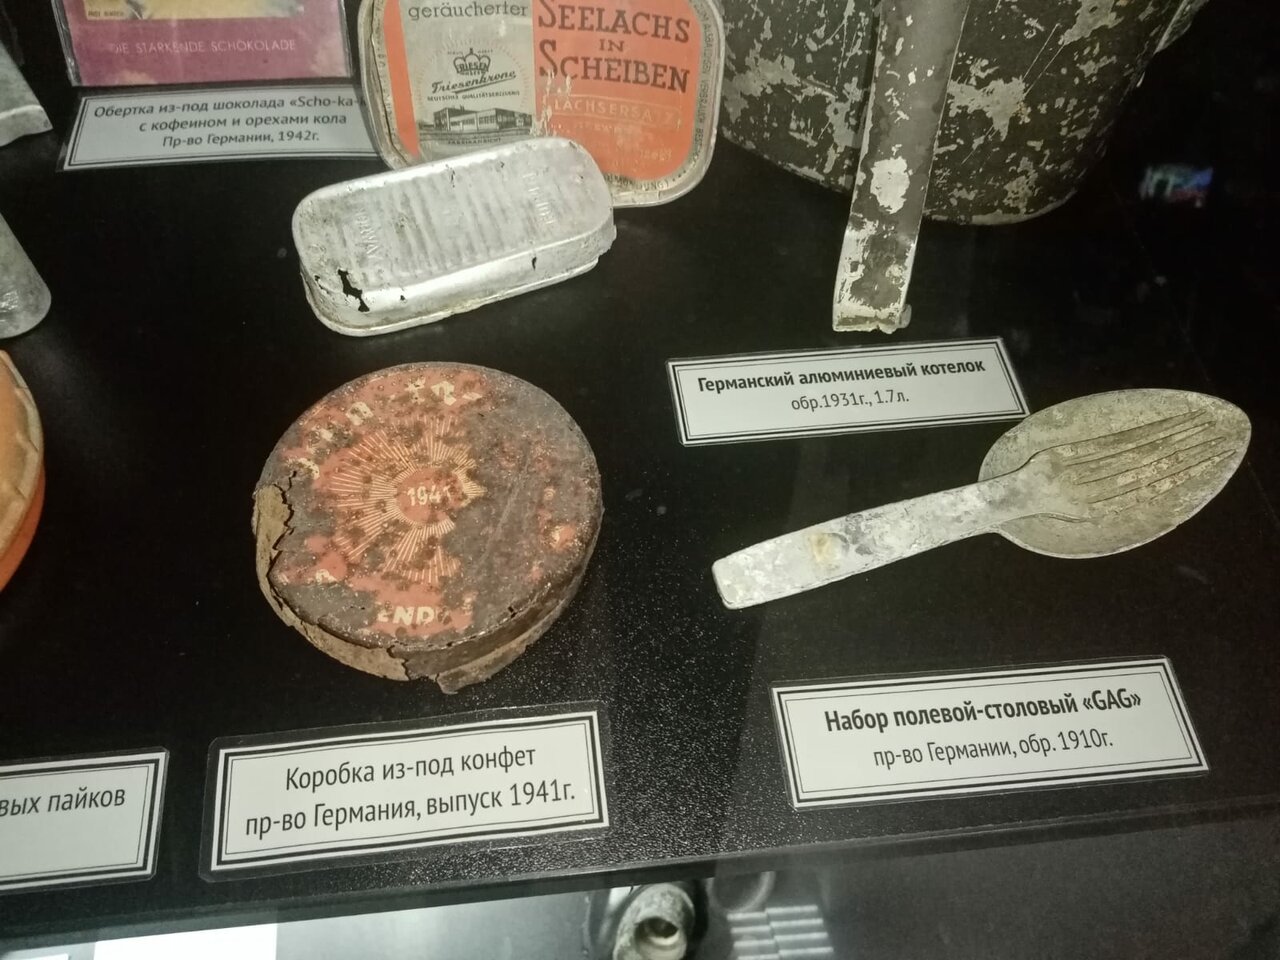 DIE STARKENDE SCHOKOLADE
Обертка из-под шоколада «Scho-ka-
с кофеином и орехами кола
Пр-во Германии, 1942г.
geräucherter
SEELACHS
IN
SCHEIBEN
LACHSERSATZ
Friesenkrone
Германский алюминиевый котелок
обр.1931г., 1.7л.
1941
Набор полевой-столовый «GAG»
пр-во Германии, обр. 1910г.
Коробка из-под конфет
пр-во Германия, выпуск 1941г.
вых пайков